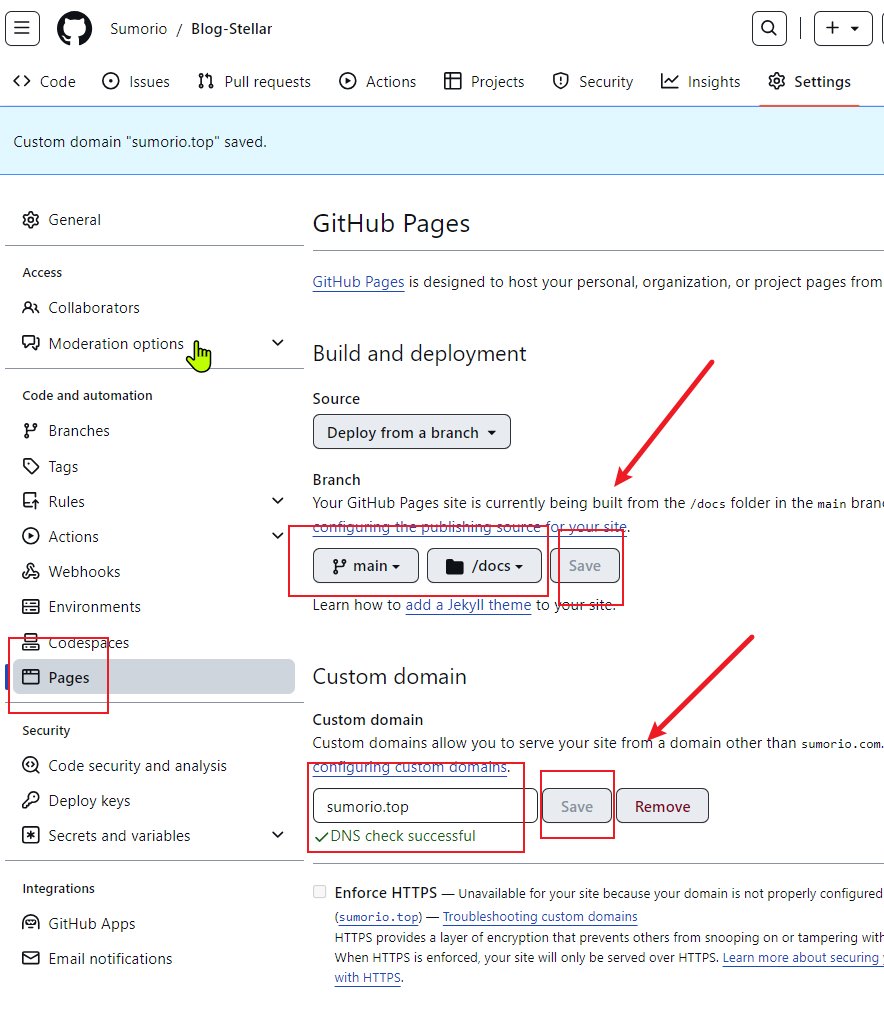 Sumorio / Blog-Stellar
Code Issues Pull requests Actions Projects Security Insights Settings
Custom domain "sumorio.top" saved.
General
Access
Collaborators
Moderation options
Code and automation
Branches
Tags
Rules
Actions
Webhooks
Environments
Codespaces
Pages
Security
Code security and analysis
Deploy keys
Secrets and variables
Integrations
GitHub Apps
Email notifications
GitHub Pages
GitHub Pages is designed to host your personal, organization, or project pages from
Build and deployment
Source
Deploy from a branch
Branch
Your GitHub Pages site is currently being built from the /docs folder in the main branc
configuring the publishing source for your site.
main /docs Save
Learn how to add a Jekyll theme to your site.
Custom domain
Custom domain
Custom domains allow you to serve your site from a domain other than sumorio.com.
configuring custom domains.
sumorio.top Save Remove
DNS check successful
Enforce HTTPS — Unavailable for your site because your domain is not properly configured
(sumorio.top) — Troubleshooting custom domains
HTTPS provides a layer of encryption that prevents others from snooping on or tampering with
When HTTPS is enforced, your site will only be served over HTTPS. Learn more about securing y
with HTTPS.